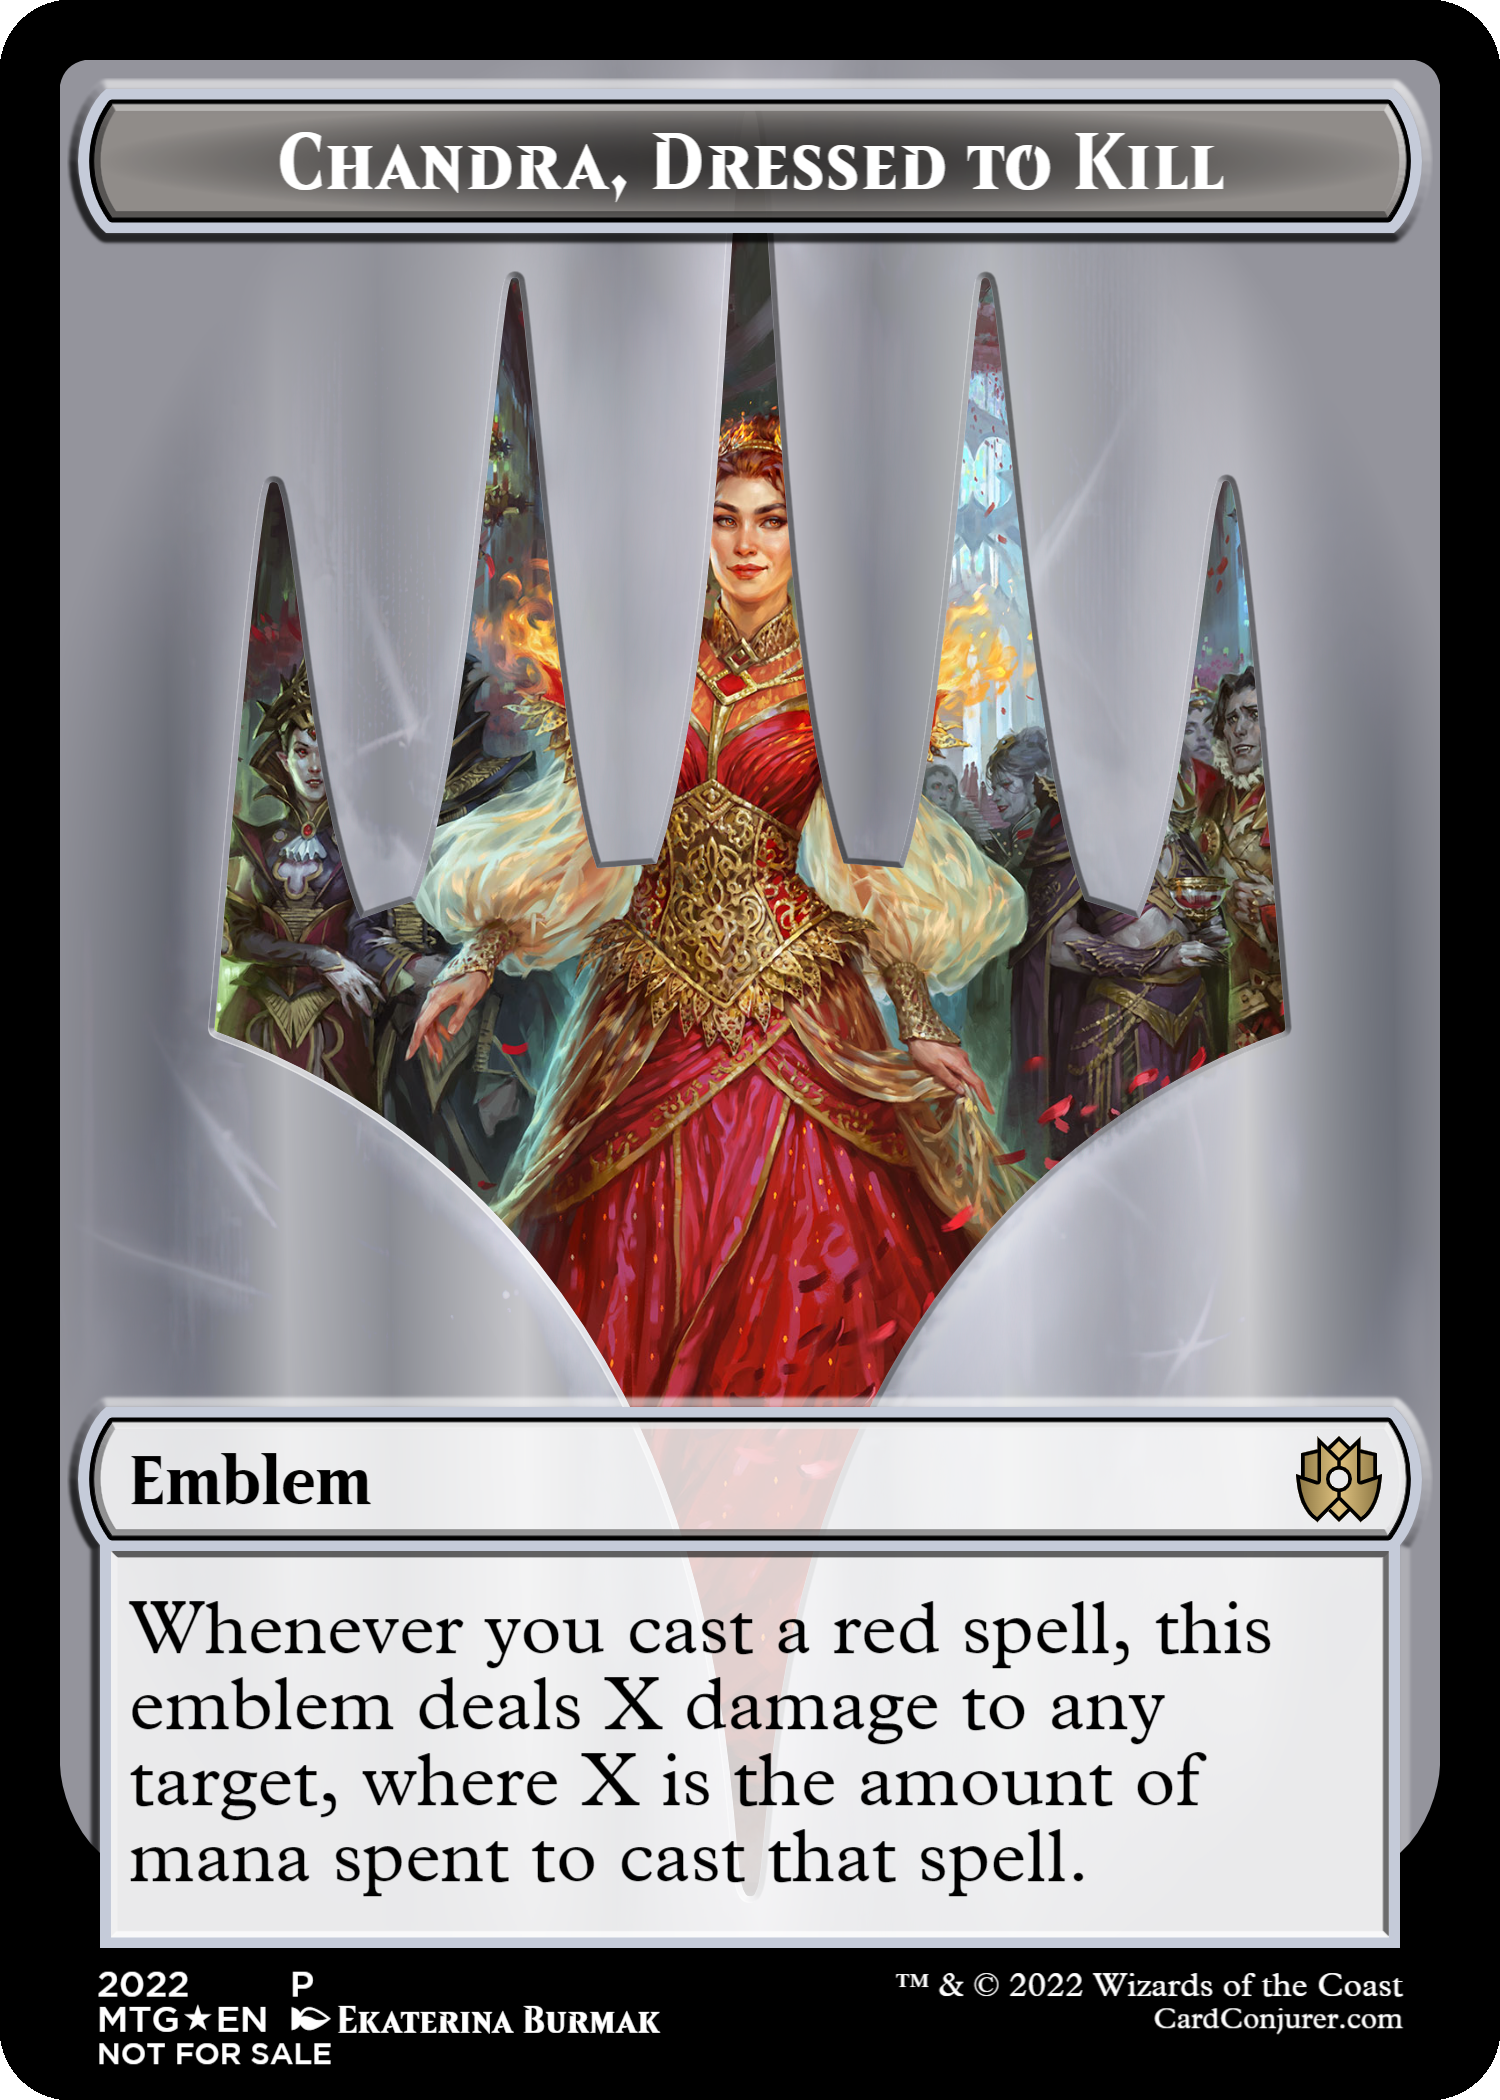 Chandra, Dressed to Kill
Emblem
Whenever you cast a red spell, this
emblem deals X damage to any
target, where X is the amount of
mana spent to cast that spell.
2022 P
MTG★EN Ekaterina Burmak
NOT FOR SALE
™ & © 2022 Wizards of the Coast
CardConjurer.com